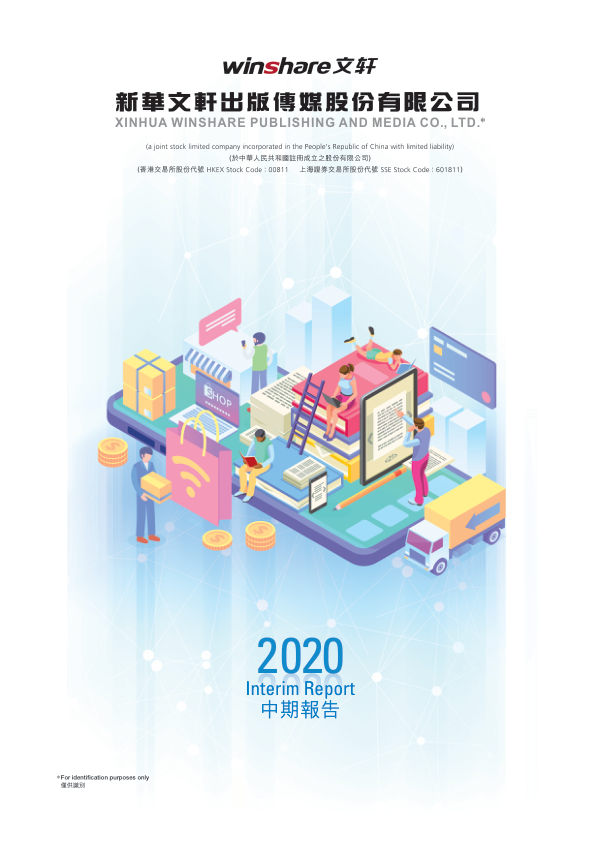 winshare文轩
新華文軒出版傳媒股份有限公司
XINHUA WINSHARE PUBLISHING AND MEDIA CO., LTD.*
(a joint stock limited company incorporated in the People's Republic of China with limited liability)
(於中華人民共和國註冊成立之股份有限公司)
(香港交易所股份代號 HKEX Stock Code : 00811 上海證券交易所股份代號 SSE Stock Code : 601811)
SHOP
2020
Interim Report
中期報告
*For identification purposes only
僅供識別